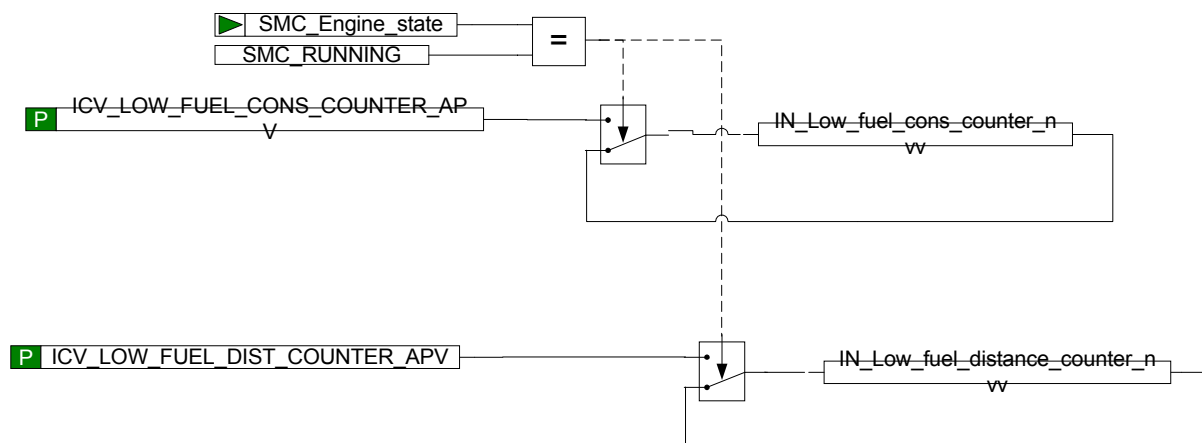 SMC_Engine_state
SMC_RUNNING
=
P ICV_LOW_FUEL_CONS_COUNTER_AP
V
IN_Low_fuel_cons_counter_n
vv
P ICV_LOW_FUEL_DIST_COUNTER_APV
IN_Low_fuel_distance_counter_n
vv